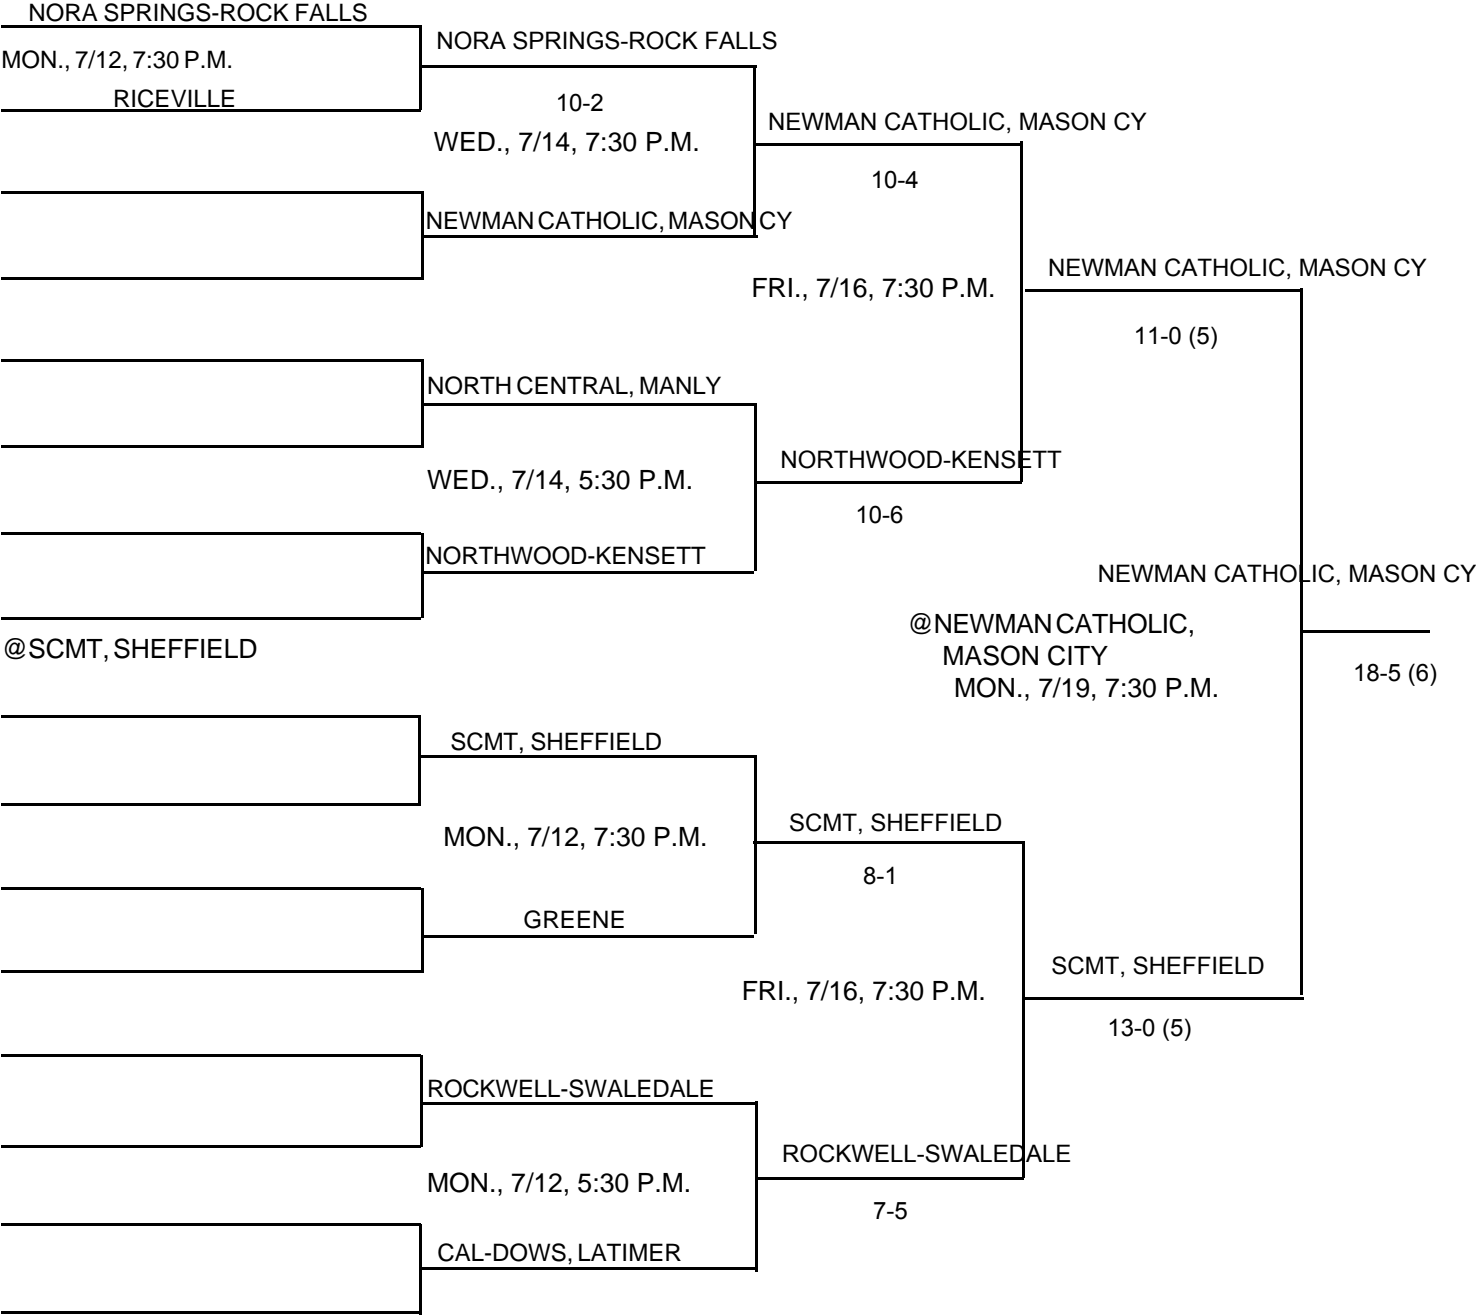 NORA SPRINGS-ROCK FALLS
MON., 7/12, 7:30 P.M.
RICEVILLE
NORA SPRINGS-ROCK FALLS
10-2
WED., 7/14, 7:30 P.M.
NEWMAN CATHOLIC, MASON CY
NEWMAN CATHOLIC, MASON CY
10-4
FRI., 7/16, 7:30 P.M.
NEWMAN CATHOLIC, MASON CY
11-0 (5)
NORTH CENTRAL, MANLY
WED., 7/14, 5:30 P.M.
NORTHWOOD-KENSETT
NORTHWOOD-KENSETT
10-6
NEWMAN CATHOLIC, MASON CY
@NEWMAN CATHOLIC,
MASON CITY
MON., 7/19, 7:30 P.M.
18-5 (6)
@SCMT, SHEFFIELD
SCMT, SHEFFIELD
MON., 7/12, 7:30 P.M.
GREENE
SCMT, SHEFFIELD
8-1
FRI., 7/16, 7:30 P.M.
SCMT, SHEFFIELD
13-0 (5)
ROCKWELL-SWALEDALE
MON., 7/12, 5:30 P.M.
CAL-DOWS, LATIMER
ROCKWELL-SWALEDALE
7-5